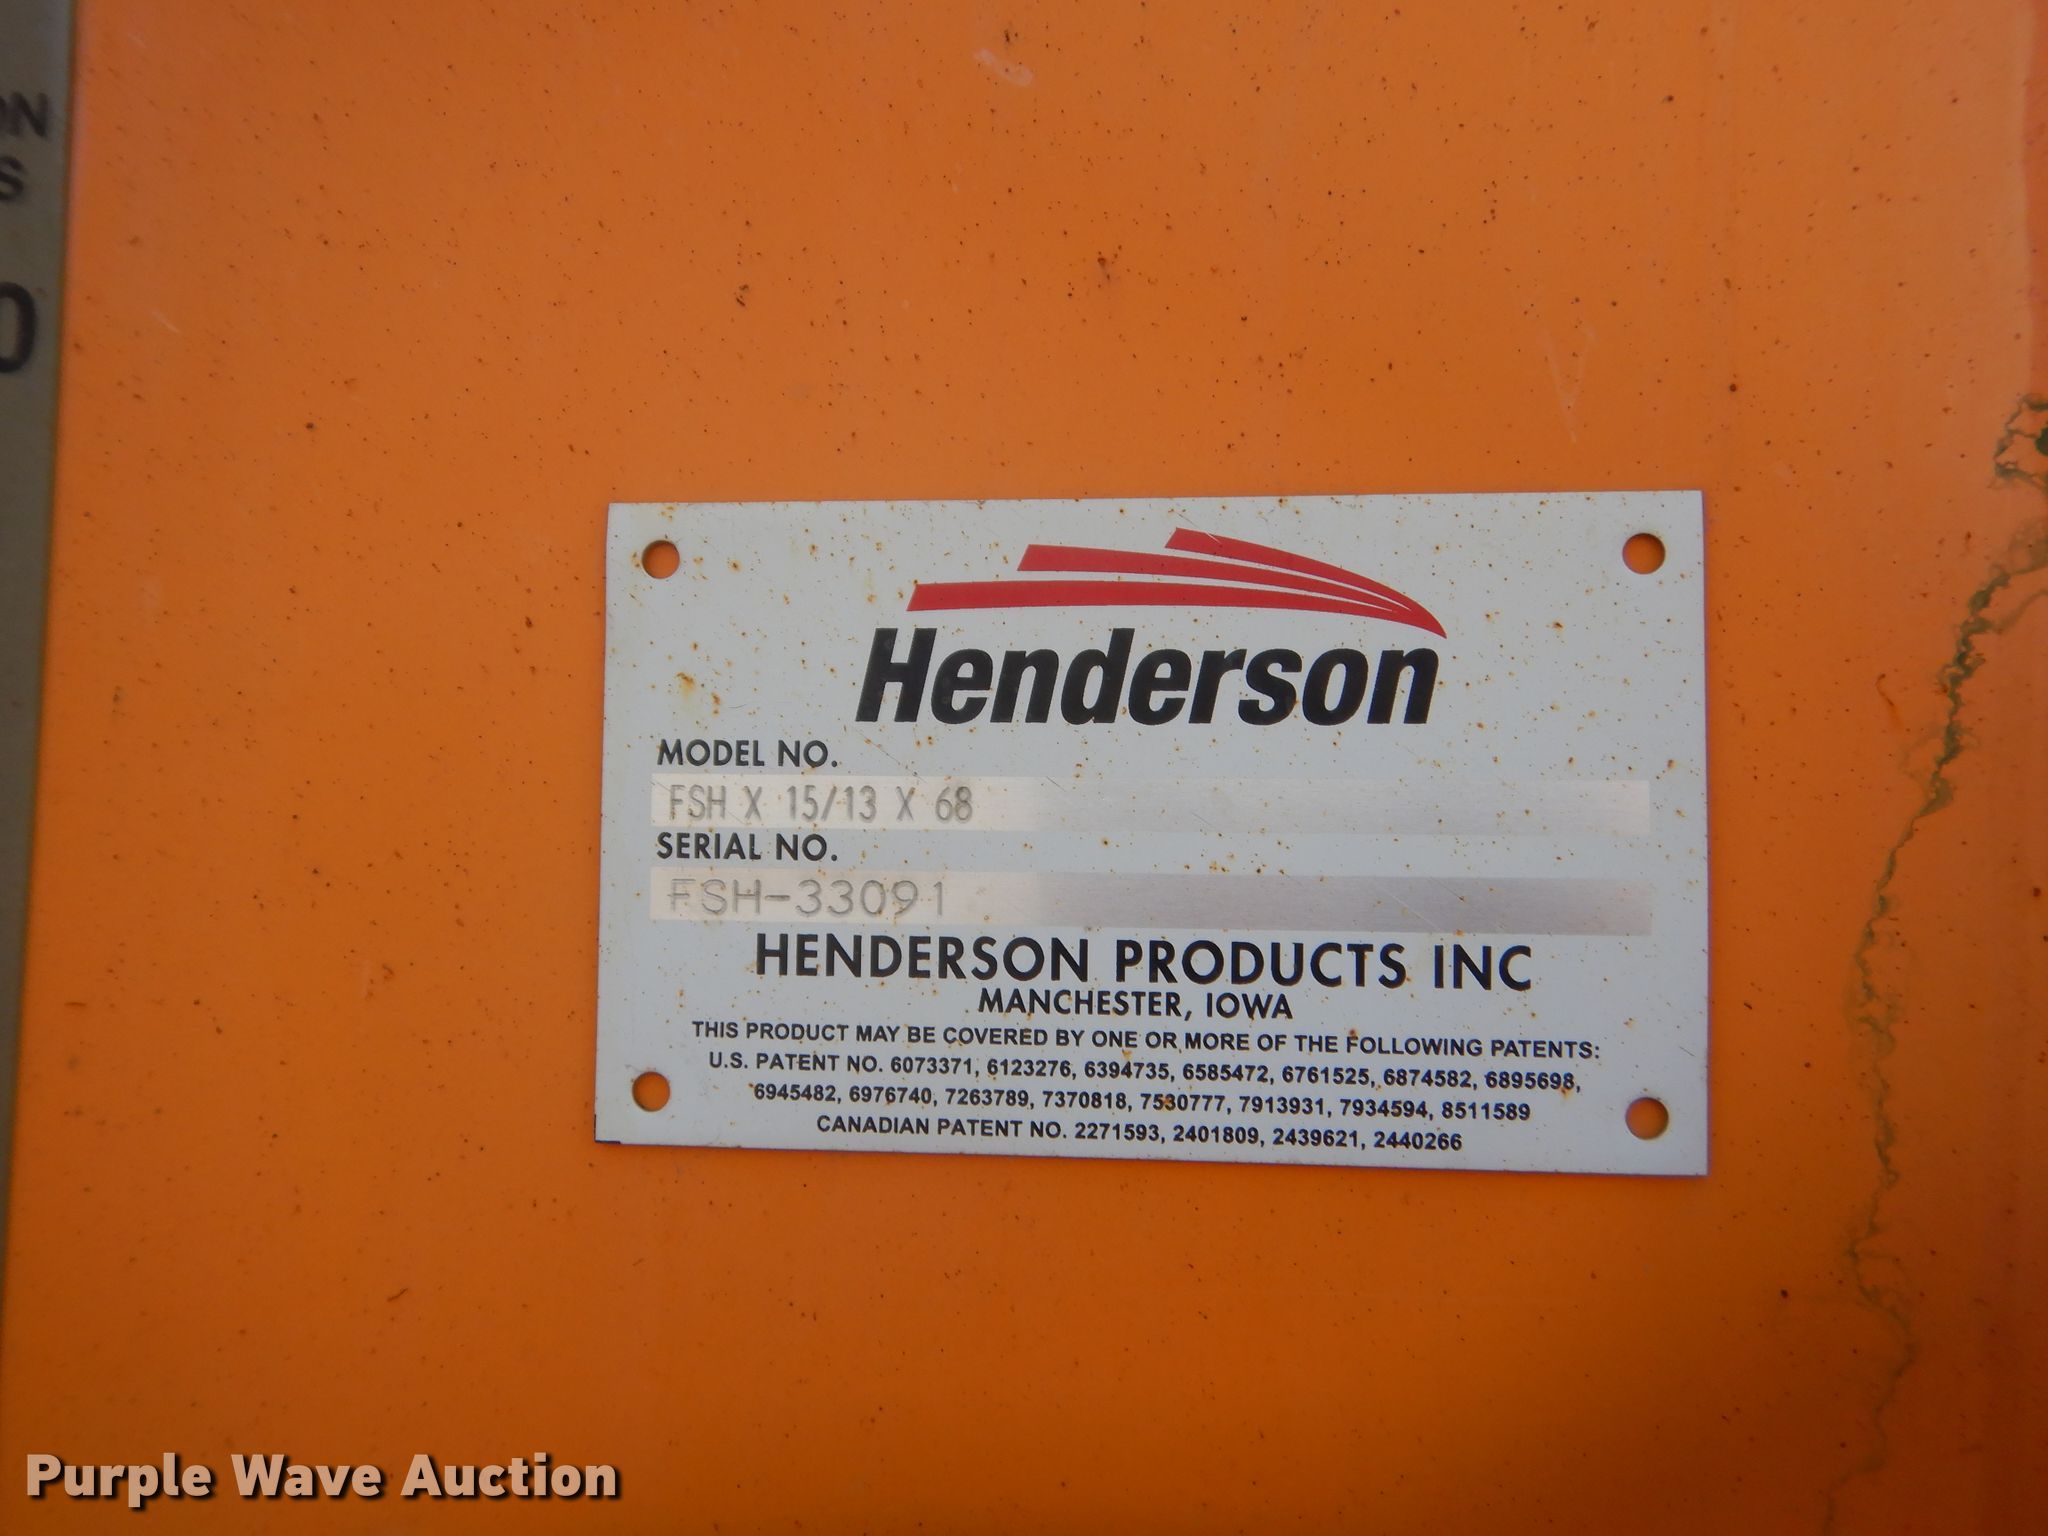 ON
S
0
Henderson
MODEL NO.
FSH X 15/13 X 68
SERIAL NO.
FSH-33091
HENDERSON PRODUCTS INC
MANCHESTER, IOWA
THIS PRODUCT MAY BE COVERED BY ONE OR MORE OF THE FOLLOWING PATENTS:
U.S. PATENT NO. 6073371, 6123276, 6394735, 6585472, 6761525, 6874582, 6895698,
6945482, 6976740, 7263789, 7370818, 7530777, 7913931, 7934594, 8511589
CANADIAN PATENT NO. 2271593, 2401809, 2439621, 2440266
Purple Wave Auction